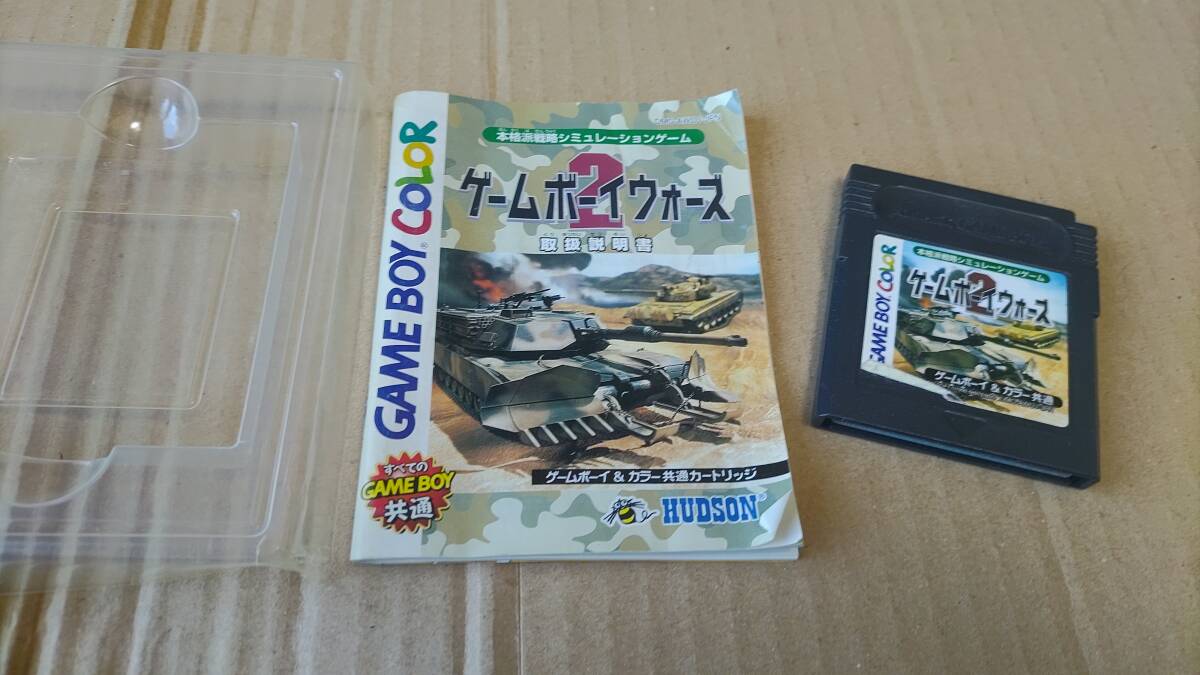 本格派戦略シミュレーションゲーム
ゲームボーイウォーズ
2
取扱説明書
GAME BOY COLOR
すべての
GAME BOY
共通
ゲームボーイ&カラー共通カートリッジ
HUDSON
本格派戦略シミュレーションゲーム
ゲームボーイウォーズ
2
GAME BOY COLOR
ゲームボーイ&カラー共通